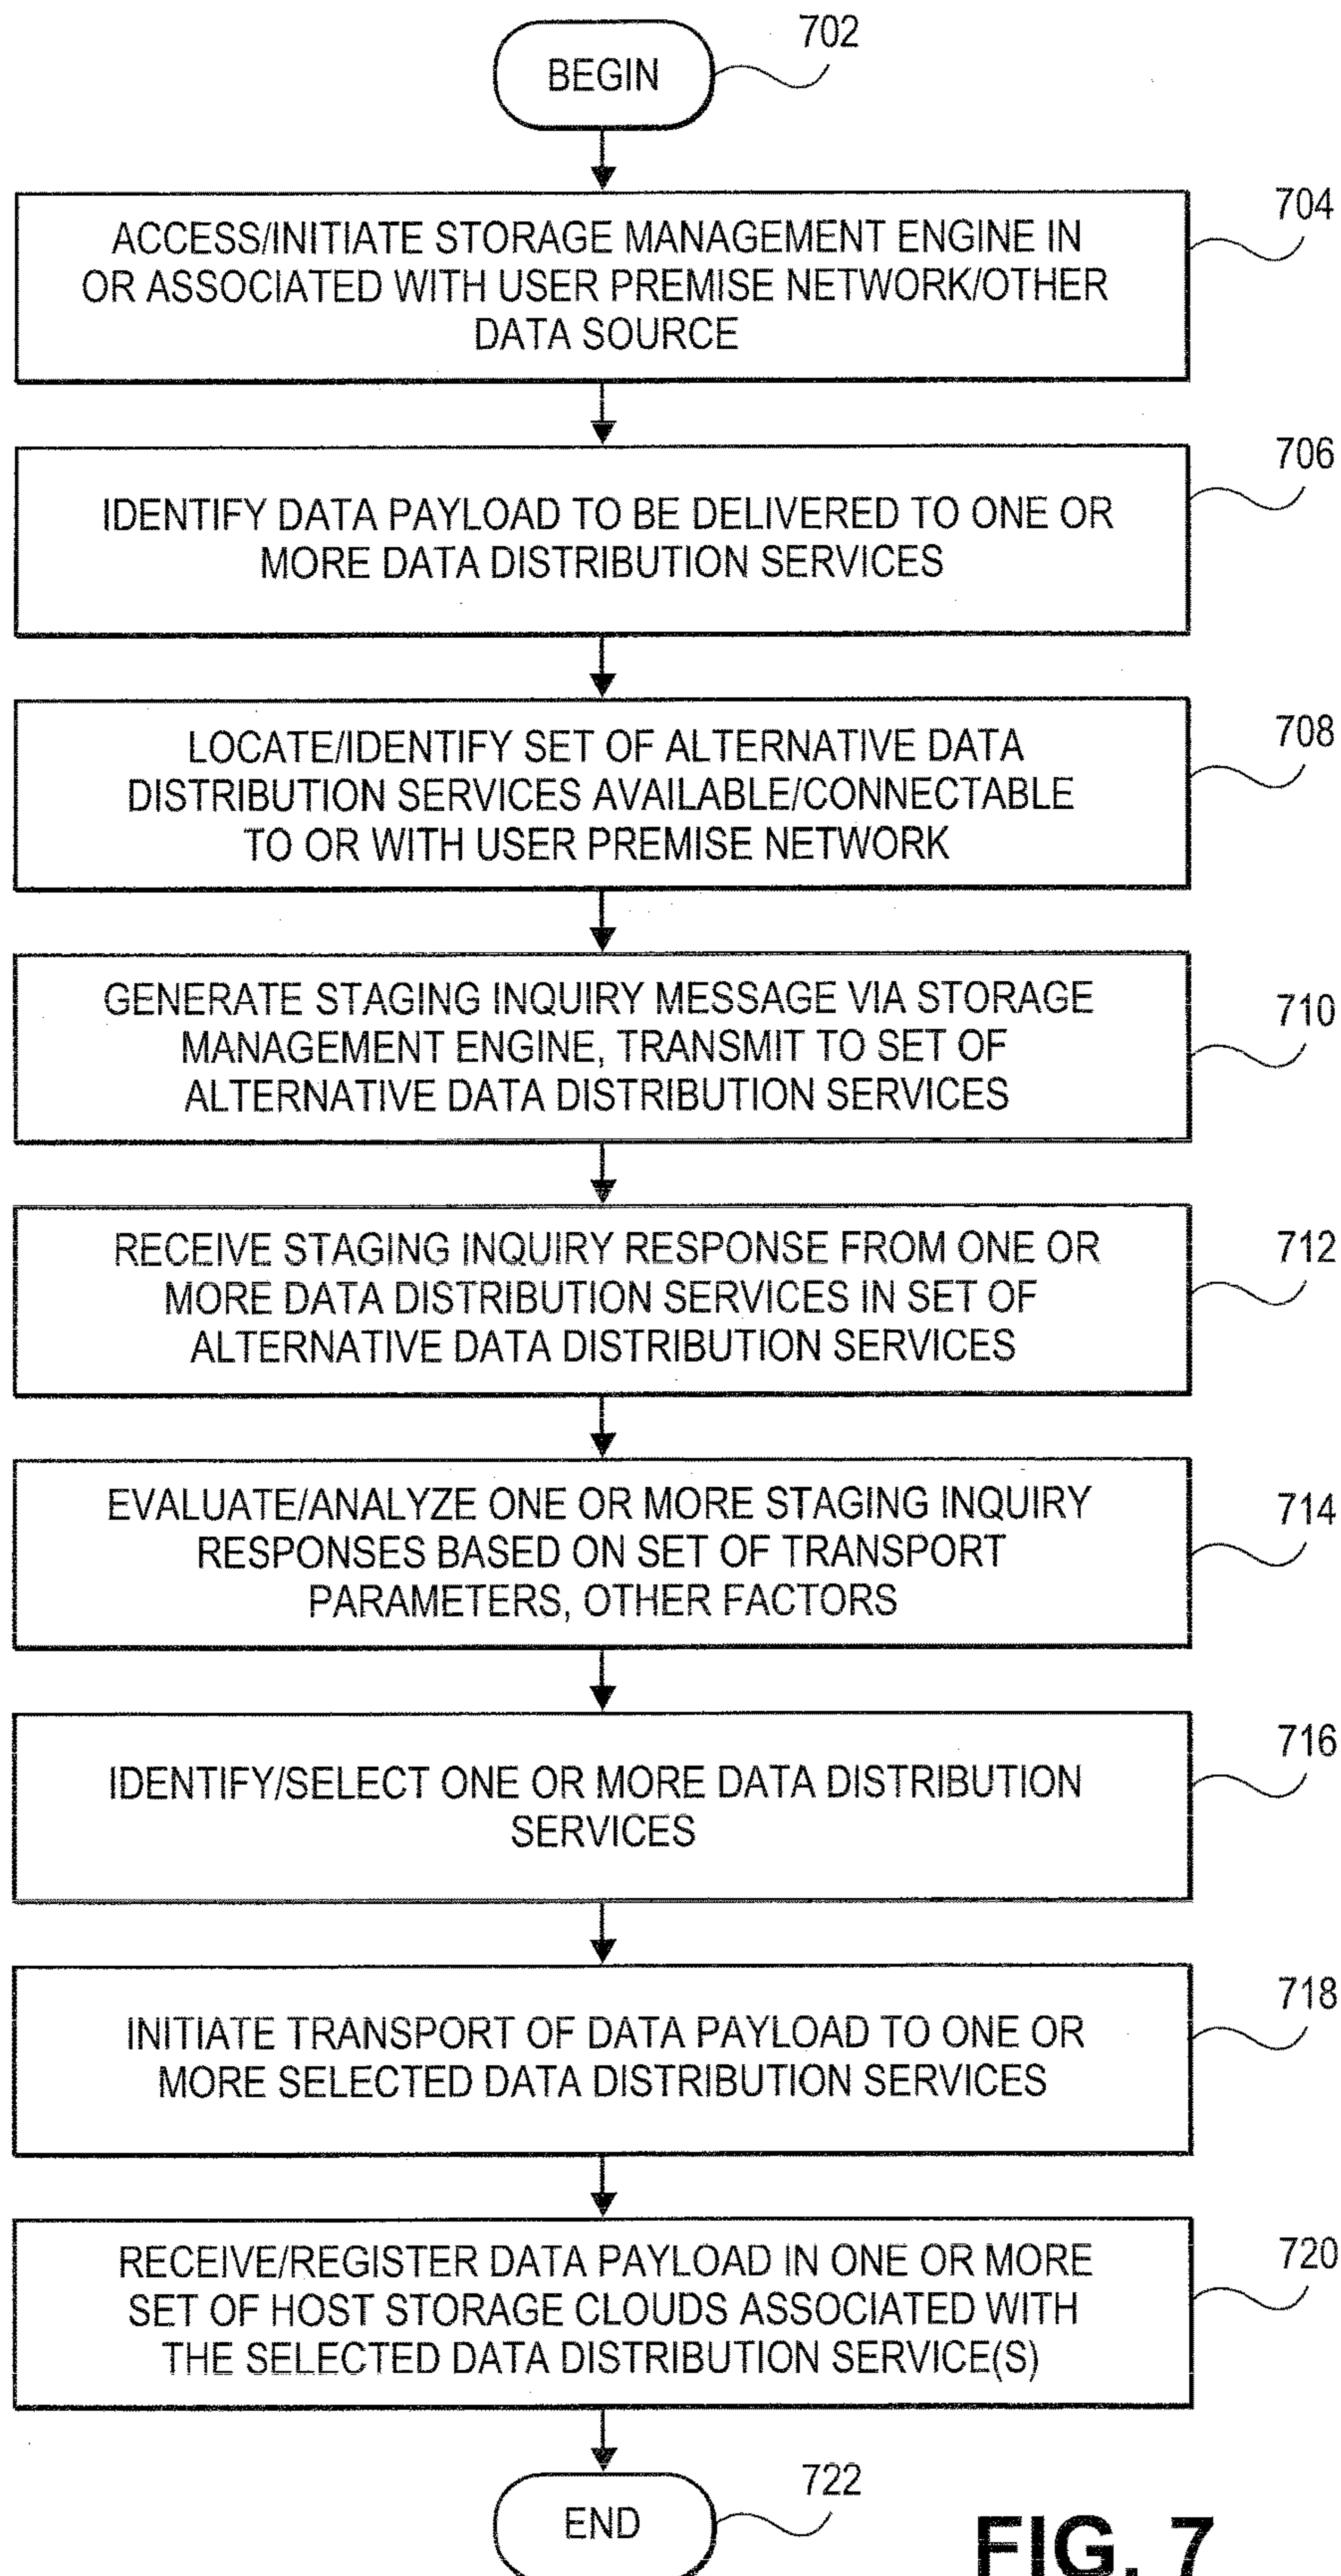 702
BEGIN
704
ACCESS/INITIATE STORAGE MANAGEMENT ENGINE IN
OR ASSOCIATED WITH USER PREMISE NETWORK/OTHER
DATA SOURCE
706
IDENTIFY DATA PAYLOAD TO BE DELIVERED TO ONE OR
MORE DATA DISTRIBUTION SERVICES
708
LOCATE/IDENTIFY SET OF ALTERNATIVE DATA
DISTRIBUTION SERVICES AVAILABLE/CONNECTABLE
TO OR WITH USER PREMISE NETWORK
710
GENERATE STAGING INQUIRY MESSAGE VIA STORAGE
MANAGEMENT ENGINE, TRANSMIT TO SET OF
ALTERNATIVE DATA DISTRIBUTION SERVICES
712
RECEIVE STAGING INQUIRY RESPONSE FROM ONE OR
MORE DATA DISTRIBUTION SERVICES IN SET OF
ALTERNATIVE DATA DISTRIBUTION SERVICES
714
EVALUATE/ANALYZE ONE OR MORE STAGING INQUIRY
RESPONSES BASED ON SET OF TRANSPORT
PARAMETERS, OTHER FACTORS
716
IDENTIFY/SELECT ONE OR MORE DATA DISTRIBUTION
SERVICES
718
INITIATE TRANSPORT OF DATA PAYLOAD TO ONE OR
MORE SELECTED DATA DISTRIBUTION SERVICES
720
RECEIVE/REGISTER DATA PAYLOAD IN ONE OR MORE
SET OF HOST STORAGE CLOUDS ASSOCIATED WITH
THE SELECTED DATA DISTRIBUTION SERVICE(S)
722
END
FIG. 7